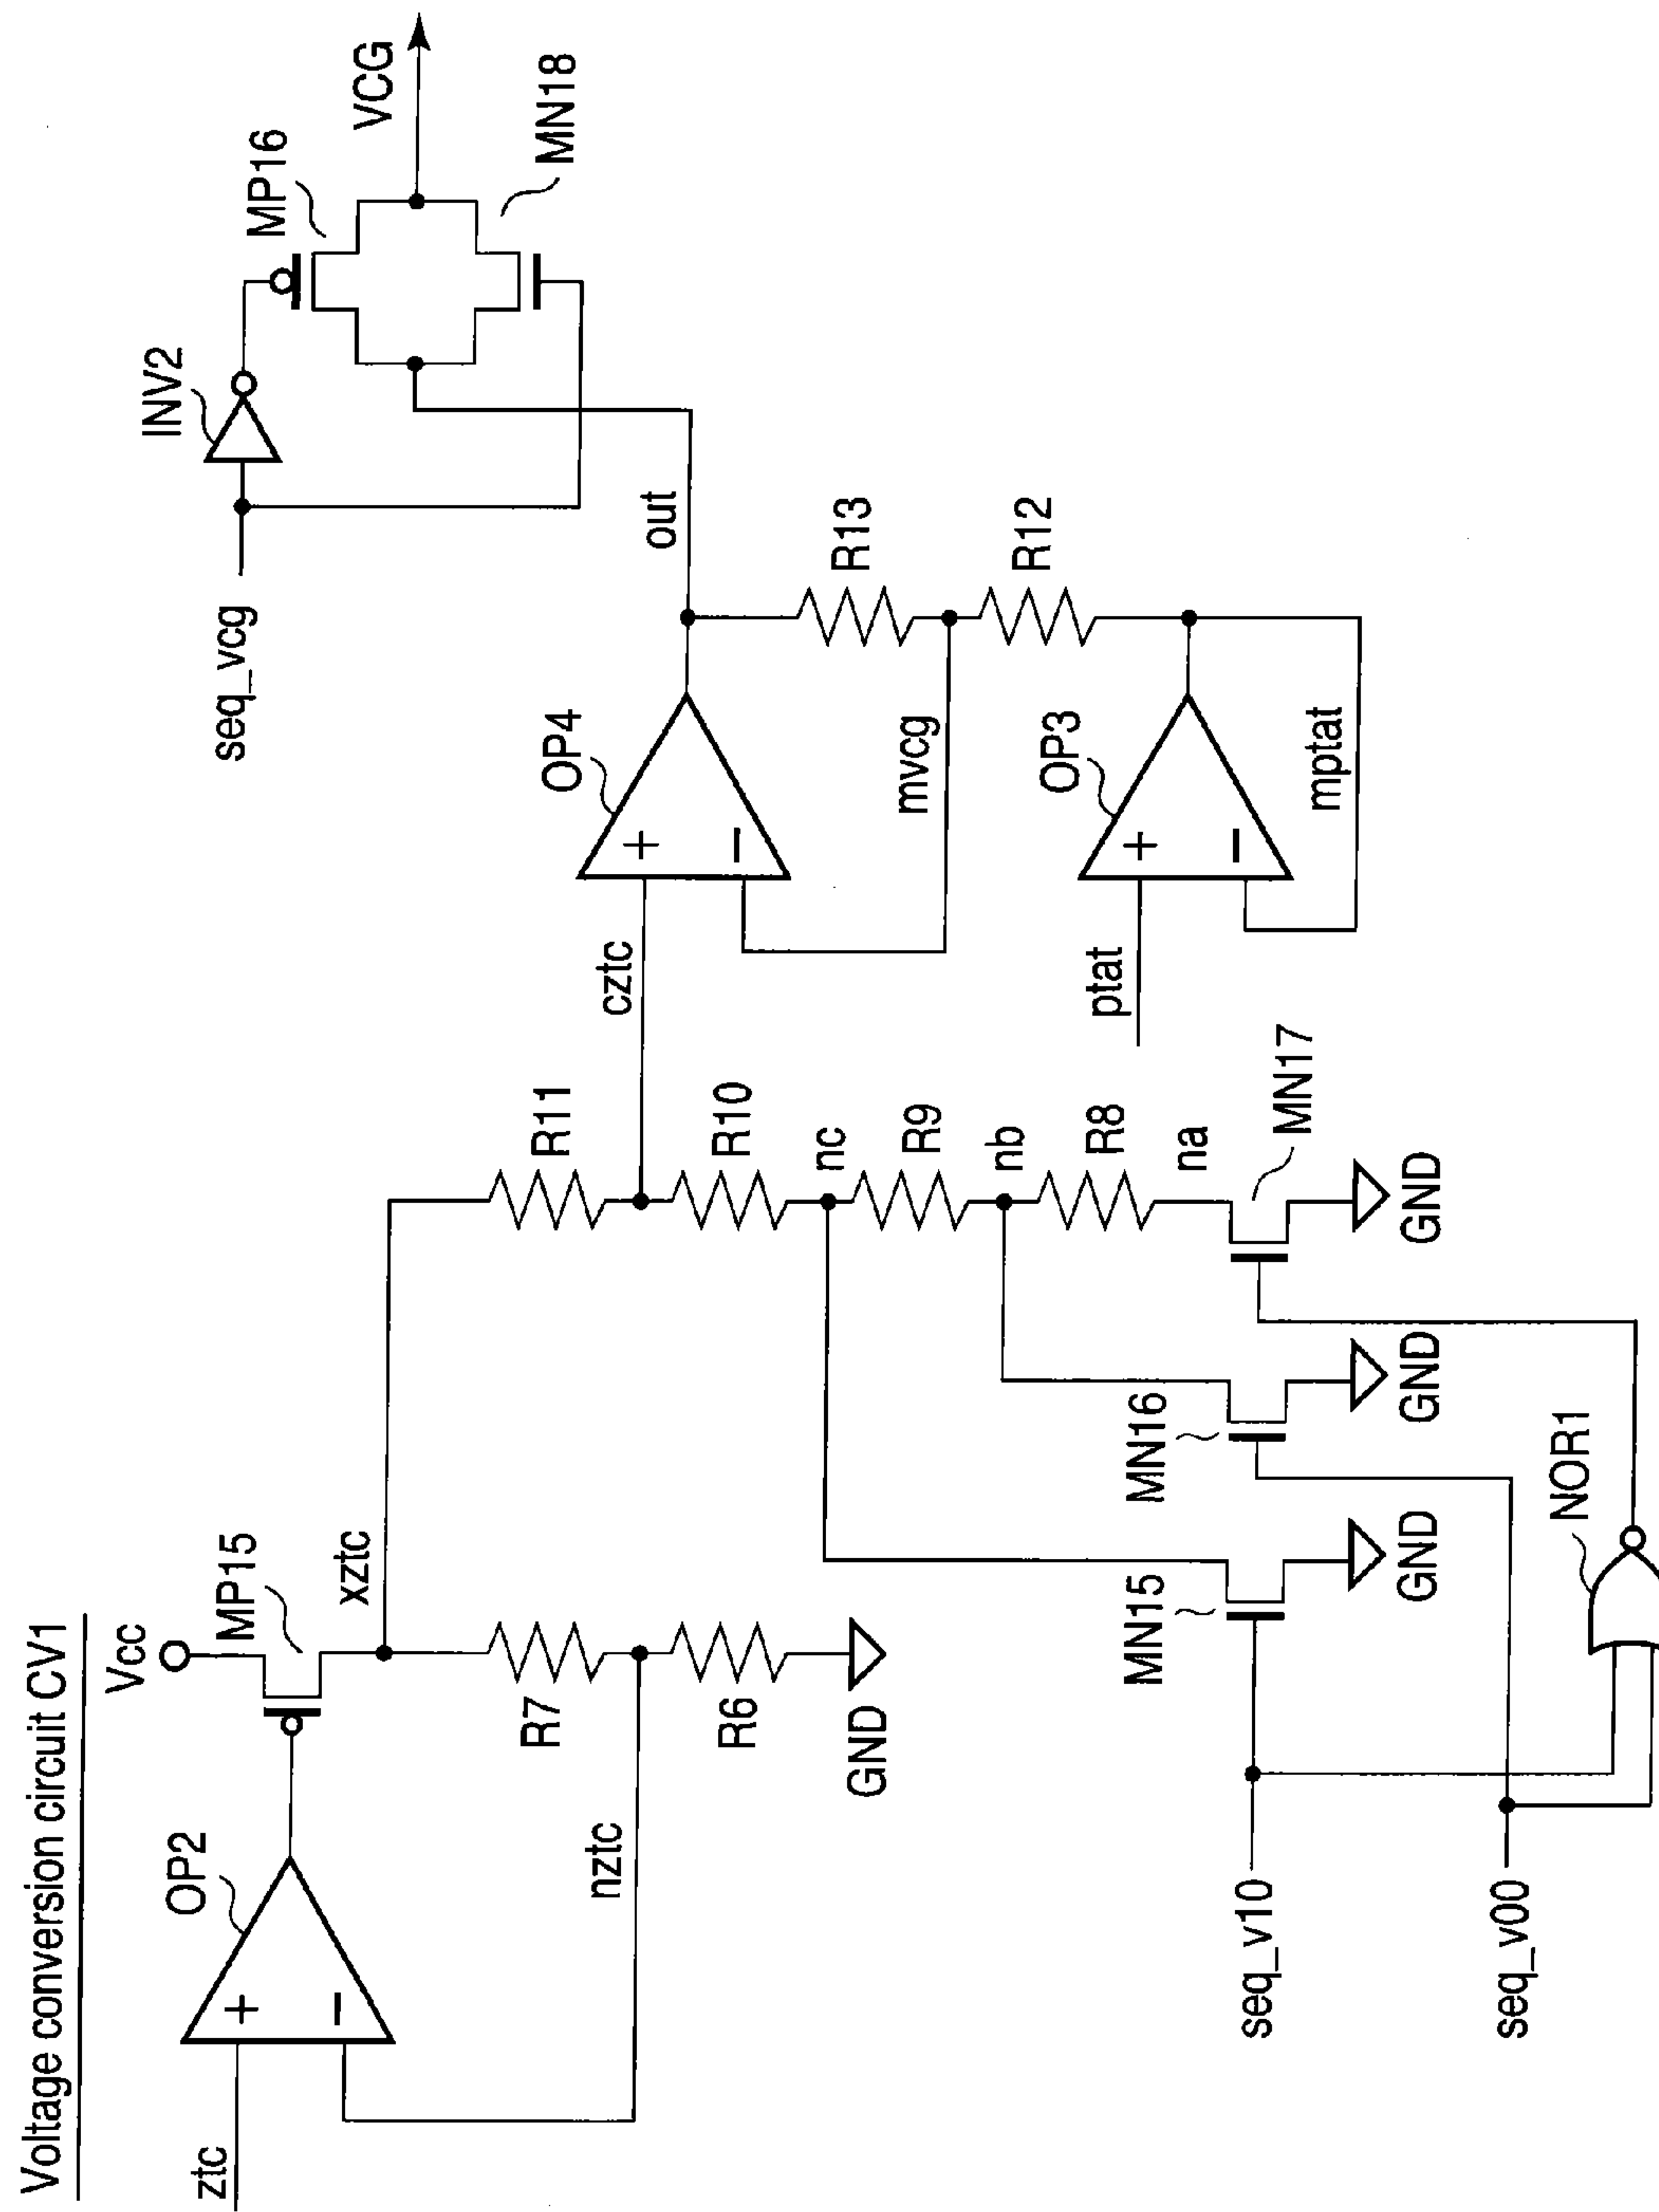 Voltage conversion circuit CV1
ztc
OP2
+
−
nztc
Vcc
MP15
xztc
R7
R6
GND
R11
R10
nc
R9
nb
R8
na
MN17
GND
MN16
GND
MN15
GND
NOR1
seq_v10
seq_v00
cztc
OP4
+
−
mvcg
ptat
OP3
+
−
mptat
R13
R12
out
seq_vcg
INV2
MP16
MN18
VCG